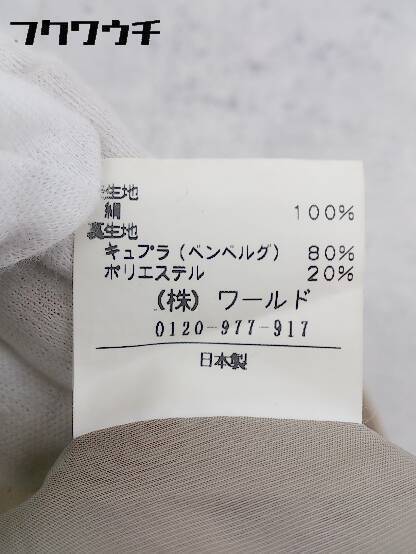 フクワウチ
表生地
絹 100%
裏生地
キュプラ(ベンベルグ) 80%
ポリエステル 20%
(株) ワールド
0120-977-917
日本製